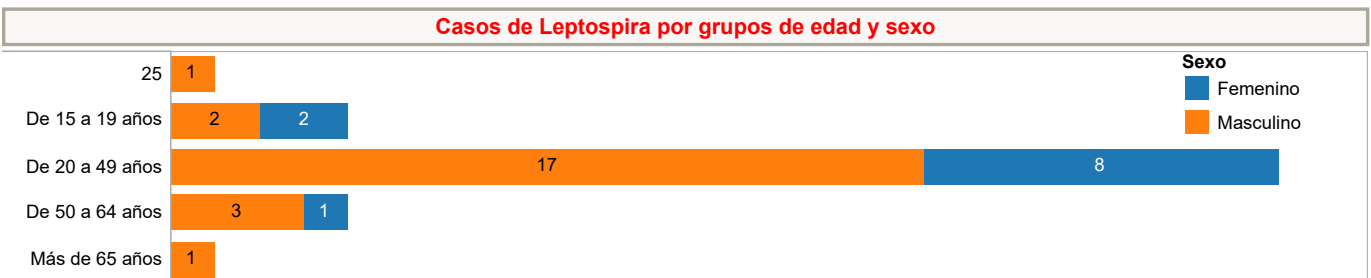 Casos de Leptospira por grupos de edad y sexo
Sexo
Femenino
Masculino
25 1
De 15 a 19 años 2 2
De 20 a 49 años 17 8
De 50 a 64 años 3 1
Más de 65 años 1